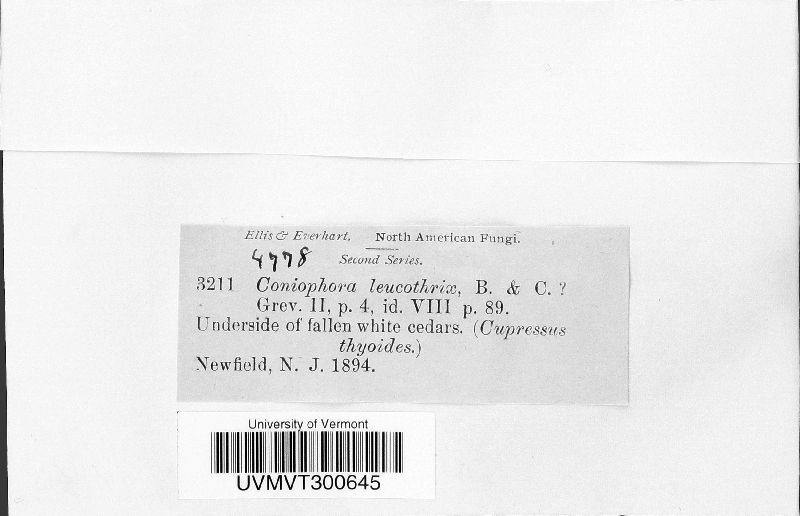 Ellis & Everhart, North American Fungi.
4778 Second Series.
3211 Coniophora leucothrix, B. & C. ?
Grev. II, p. 4, id. VIII p. 89.
Underside of fallen white cedars. (Cupressus
thyoides.)
Newfield, N. J. 1894.
University of Vermont
UVMVT300645